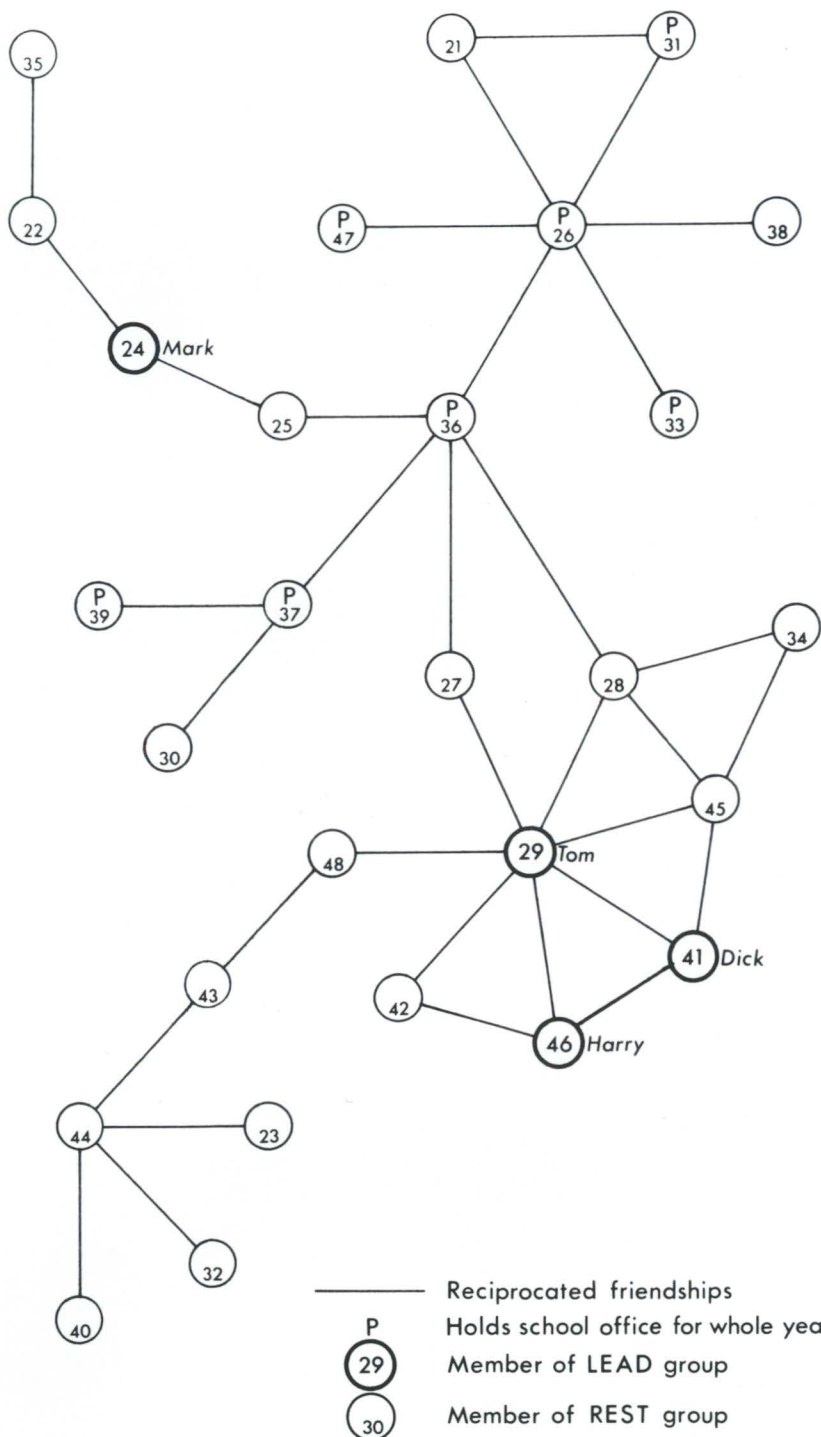 35
21
P
31
22
P
47
P
26
38
24 Mark
25
P
36
P
33
P
39
P
37
27
28
34
30
45
48
29 Tom
43
42
41 Dick
46 Harry
44
23
32
40
Reciprocated friendships
P Holds school office for whole yea
29 Member of LEAD group
30 Member of REST group